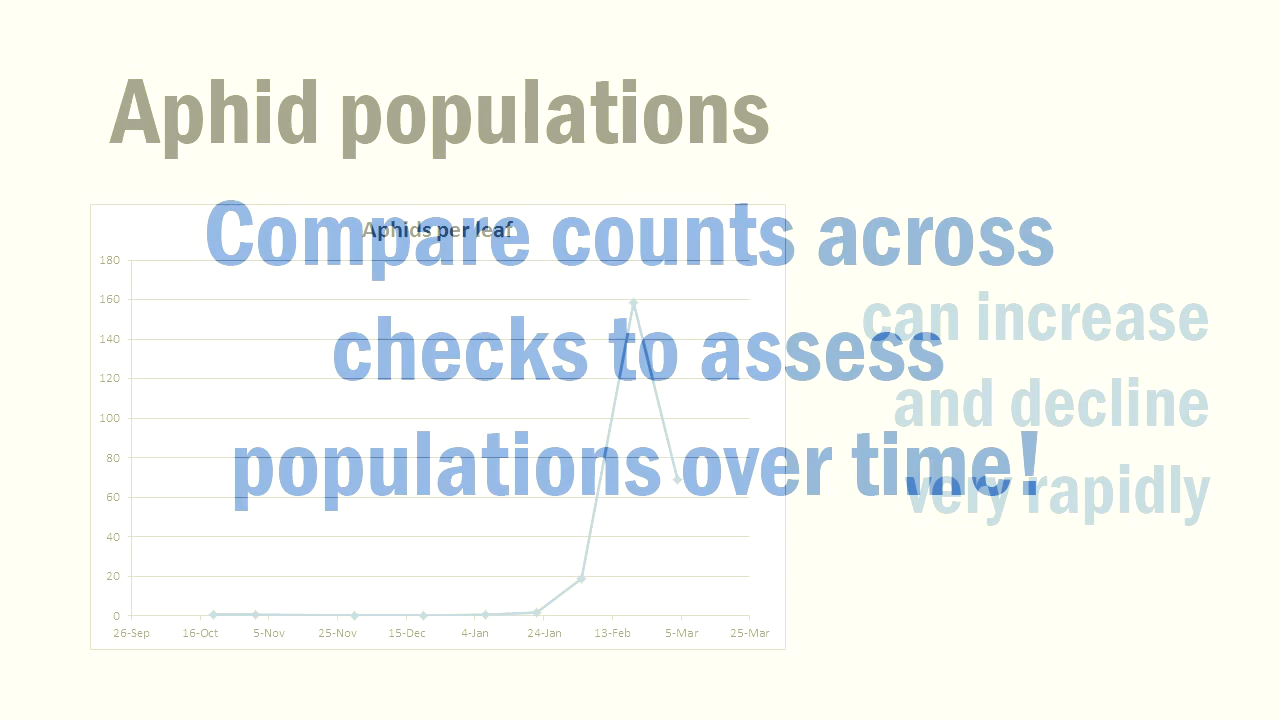 Aphid populations
Compare counts across
checks to assess
populations over time!
can increase
and decline
very rapidly
Aphids per leaf
180
160
140
120
100
80
60
40
20
0
26-Sep 16-Oct 5-Nov 25-Nov 15-Dec 4-Jan 24-Jan 13-Feb 5-Mar 25-Mar